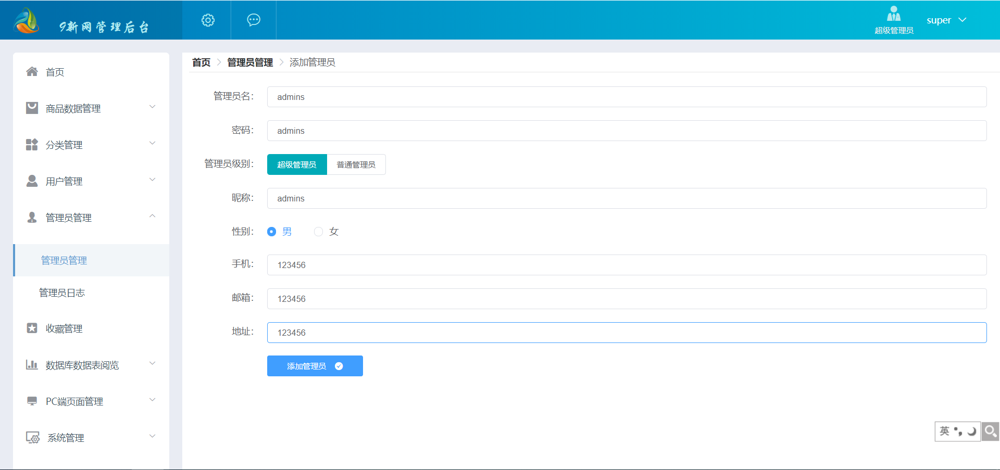 9新网管理后台
超级管理员
super
首页
商品数据管理
分类管理
用户管理
管理员管理
管理员管理
管理员日志
收藏管理
数据库数据表阅览
PC端页面管理
系统管理
首页 管理员管理 添加管理员
管理员名： admins
密码： admins
管理员级别： 超级管理员 普通管理员
昵称： admins
性别： 男 女
手机： 123456
邮箱： 123456
地址： 123456
添加管理员
英